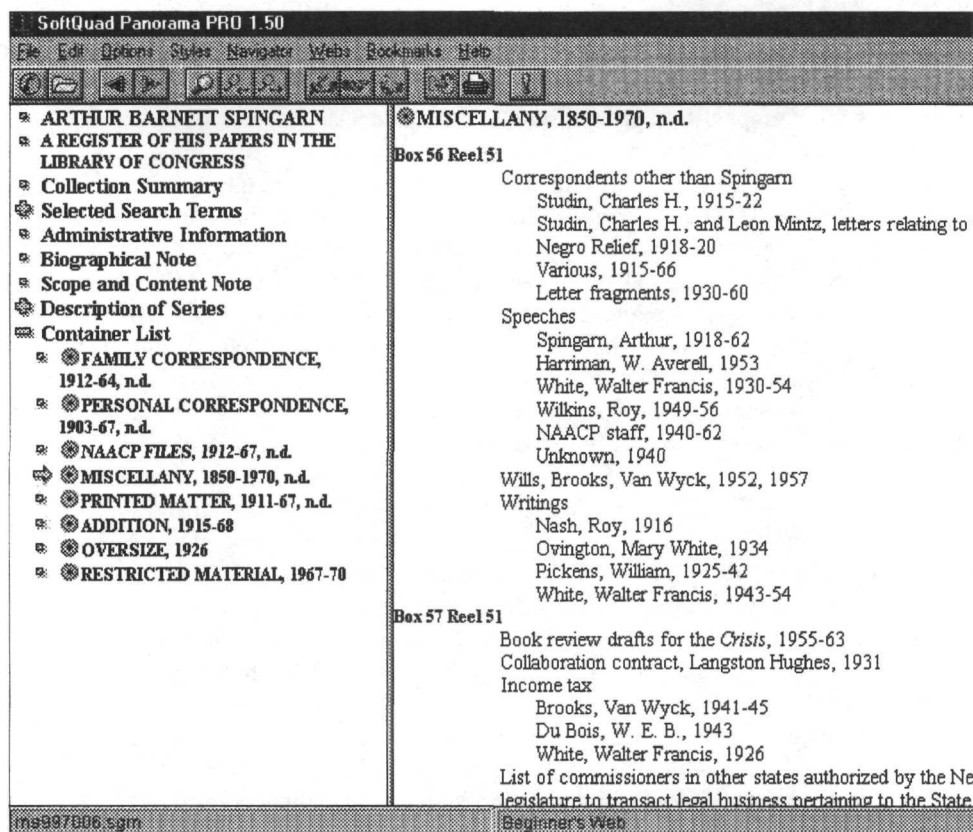 SoftQuad Panorama PRO 1.50
File Edit Options Styles Navigator Webs Bookmarks Help
ARTHUR BARNETT SPINGARN
A REGISTER OF HIS PAPERS IN THE
LIBRARY OF CONGRESS
Collection Summary
Selected Search Terms
Administrative Information
Biographical Note
Scope and Content Note
Description of Series
Container List
FAMILY CORRESPONDENCE,
1912-64, n.d.
PERSONAL CORRESPONDENCE,
1903-67, n.d.
NAACP FILES, 1912-67, n.d.
MISCELLANY, 1850-1970, n.d.
PRINTED MATTER, 1911-67, n.d.
ADDITION, 1915-68
OVERSIZE, 1926
RESTRICTED MATERIAL, 1967-70
MISCELLANY, 1850-1970, n.d.
Box 56 Reel 51
Correspondents other than Spingarn
Studin, Charles H., 1915-22
Studin, Charles H., and Leon Mintz, letters relating to
Negro Relief, 1918-20
Various, 1915-66
Letter fragments, 1930-60
Speeches
Spingarn, Arthur, 1918-62
Harriman, W. Averell, 1953
White, Walter Francis, 1930-54
Wilkins, Roy, 1949-56
NAACP staff, 1940-62
Unknown, 1940
Wills, Brooks, Van Wyck, 1952, 1957
Writings
Nash, Roy, 1916
Ovington, Mary White, 1934
Pickens, William, 1925-42
White, Walter Francis, 1943-54
Box 57 Reel 51
Book review drafts for the Crisis, 1955-63
Collaboration contract, Langston Hughes, 1931
Income tax
Brooks, Van Wyck, 1941-45
Du Bois, W. E. B., 1943
White, Walter Francis, 1926
List of commissioners in other states authorized by the Ne
legislature to transact legal business pertaining to the State
ms997006.sgm
Beginner's Web